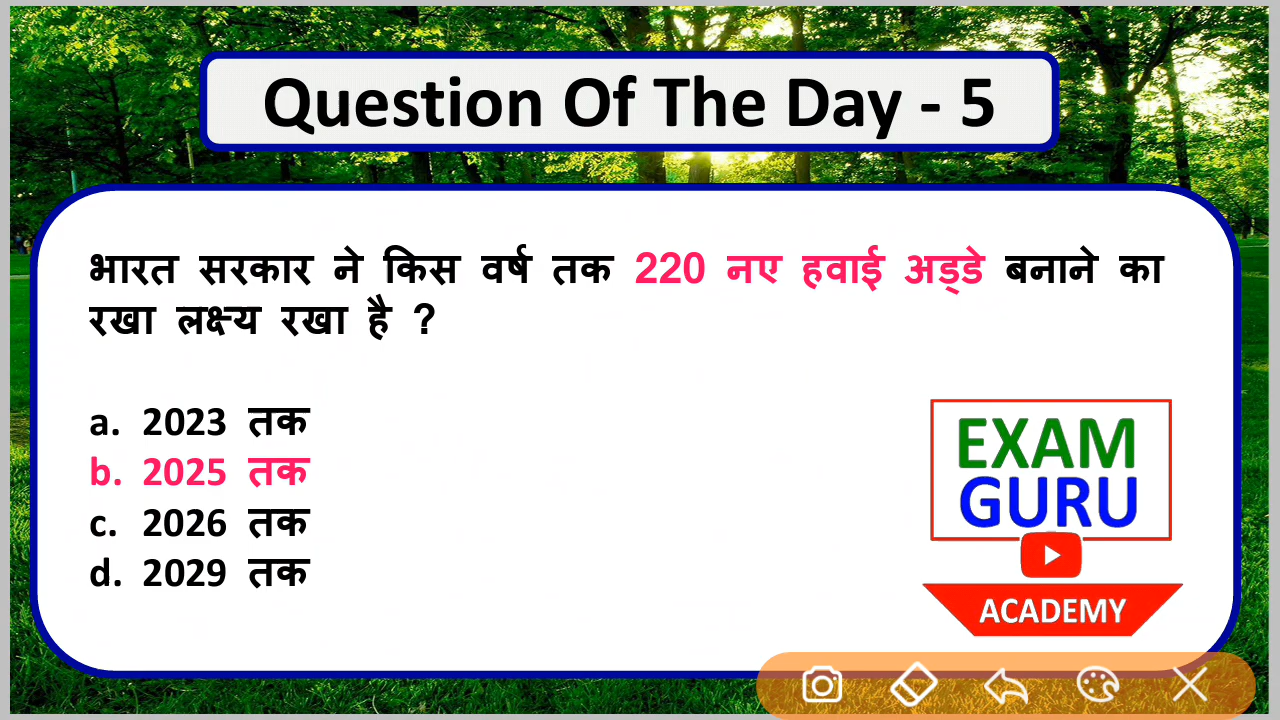 Question Of The Day - 5
भारत सरकार ने किस वर्ष तक 220 नए हवाई अड्डे बनाने का
रखा लक्ष्य रखा है ?
a. 2023 तक
b. 2025 तक
c. 2026 तक
d. 2029 तक
EXAM
GURU
ACADEMY